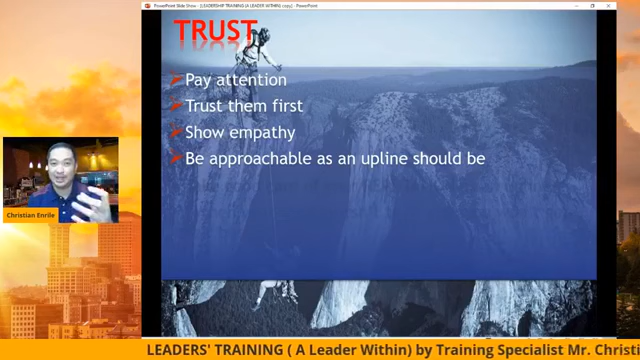 PowerPoint Slide Show - [LEADERSHIP TRAINING (A LEADER WITHIN) copy] - PowerPoint
TRUST
Pay attention
Trust them first
Show empathy
Be approachable as an upline should be
Christian Enrile
LEADERS' TRAINING ( A Leader Within) by Training Specialist Mr. Christi